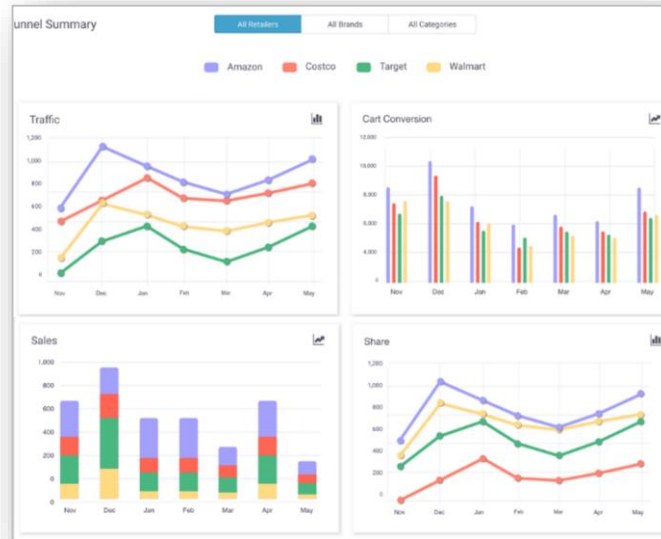 unnel Summary
All Retailers All Brands All Categories
Amazon Costco Target Walmart
Traffic
1,200
1,000
800
600
400
200
0
Nov Dec Jan Feb Mar Apr May
Cart Conversion
12,000
10,000
8,000
6,000
4,000
0
Nov Dec Jan Feb Mar Apr May
Sales
1,000
800
600
400
200
0
0
Nov Dec Jan Feb Mar Apr May
Share
1,200
1,000
800
600
400
200
0
Nov Dec Jan Feb Mar Apr May